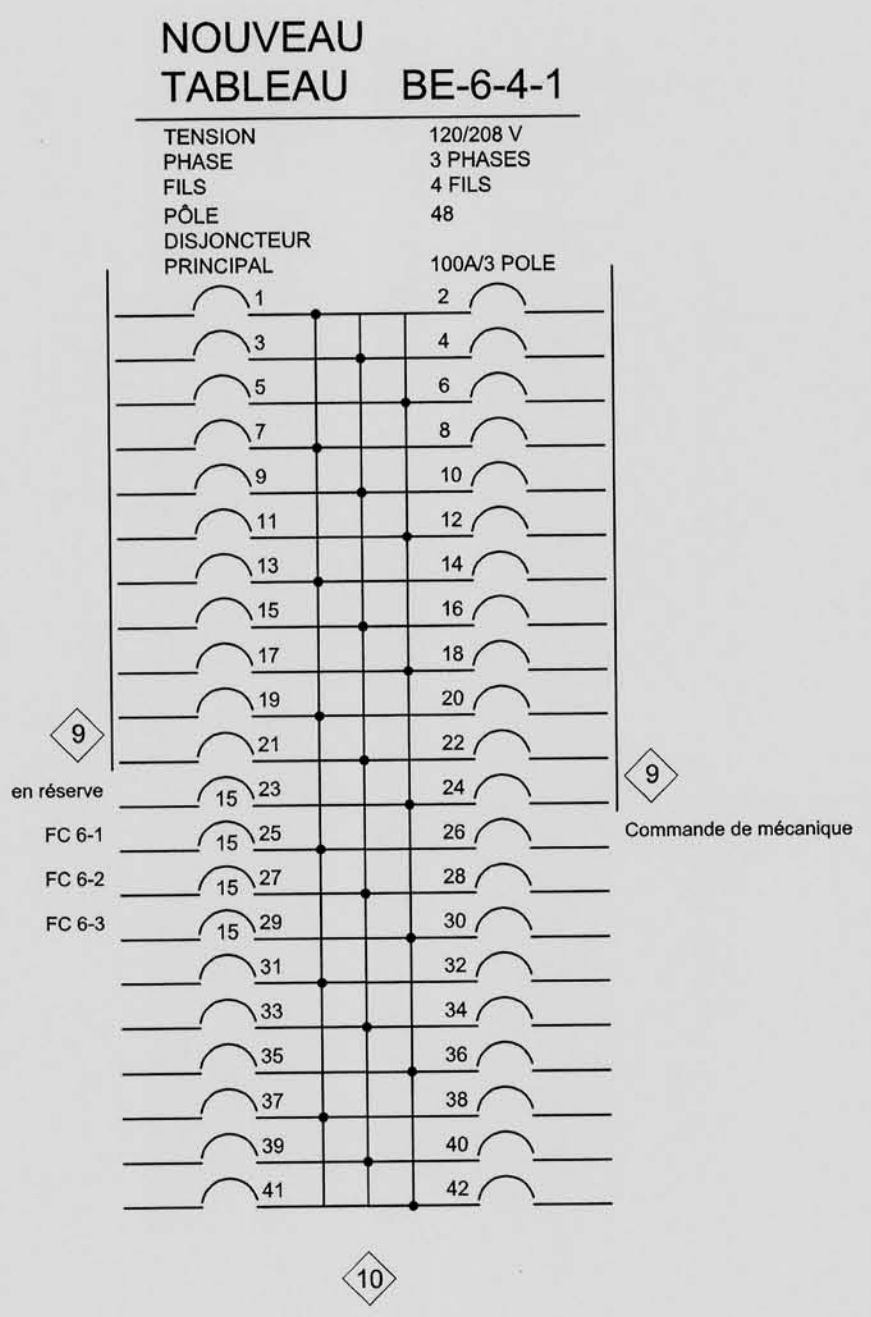 NOUVEAU
TABLEAU BE-6-4-1
TENSION 120/208 V
PHASE 3 PHASES
FILS 4 FILS
PÔLE 48
DISJONCTEUR
PRINCIPAL 100A/3 POLE
1 2
3 4
5 6
7 8
9 10
11 12
13 14
15 16
17 18
19 20
9
21 22
9
en réserve 15 23 24
FC 6-1 15 25 26 Commande de mécanique
FC 6-2 15 27 28
FC 6-3 15 29 30
31 32
33 34
35 36
37 38
39 40
41 42
10